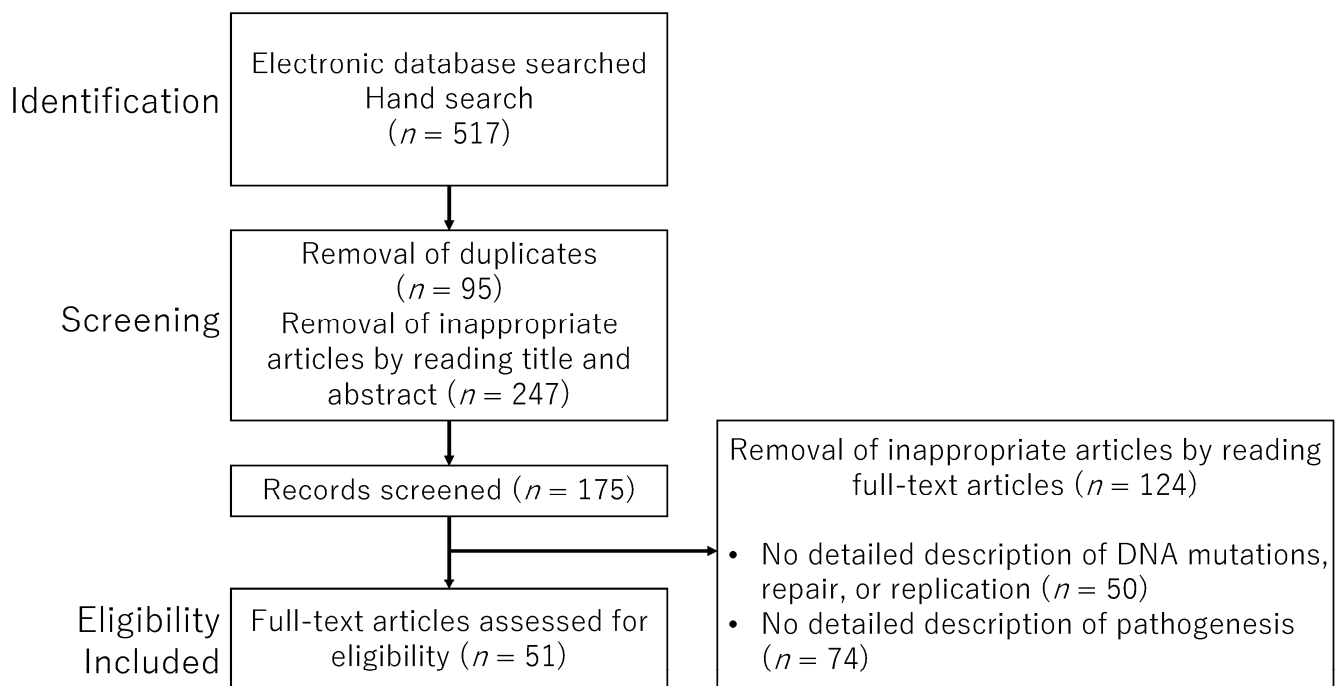 Identification
Electronic database searched
Hand search
(n = 517)
Screening
Removal of duplicates
(n = 95)
Removal of inappropriate
articles by reading title and
abstract (n = 247)
Records screened (n = 175)
Removal of inappropriate articles by reading
full-text articles (n = 124)
• No detailed description of DNA mutations,
repair, or replication (n = 50)
• No detailed description of pathogenesis
(n = 74)
Eligibility
Included
Full-text articles assessed for
eligibility (n = 51)